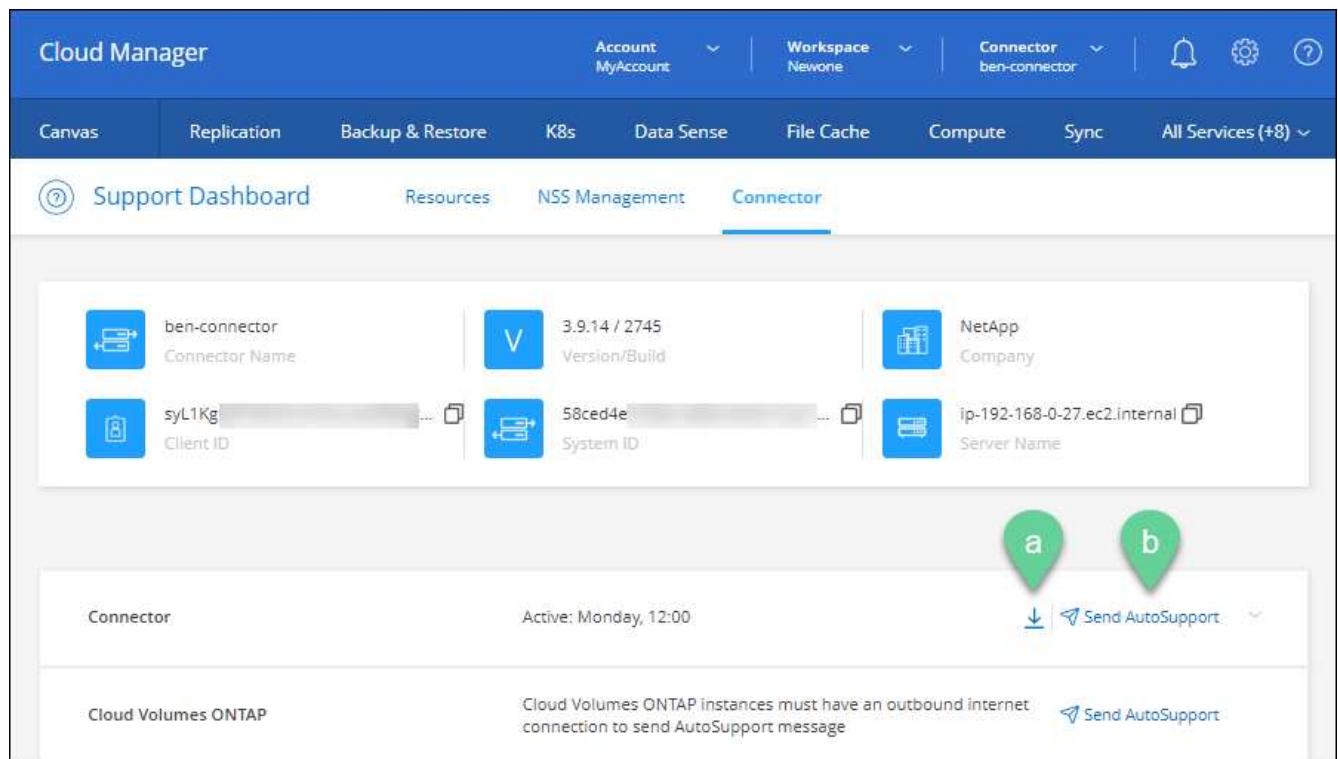 Cloud Manager
Account
MyAccount
Workspace
Newone
Connector
ben-connector
Canvas Replication Backup & Restore K8s Data Sense File Cache Compute Sync All Services (+8)
Support Dashboard Resources NSS Management Connector
ben-connector
Connector Name
V
3.9.14 / 2745
Version/Build
NetApp
Company
syL1Kg ...
Client ID
58ced4e ...
System ID
ip-192-168-0-27.ec2.internal
Server Name
a b
Connector Active: Monday, 12:00 Send AutoSupport
Cloud Volumes ONTAP
Cloud Volumes ONTAP instances must have an outbound internet
connection to send AutoSupport message
Send AutoSupport